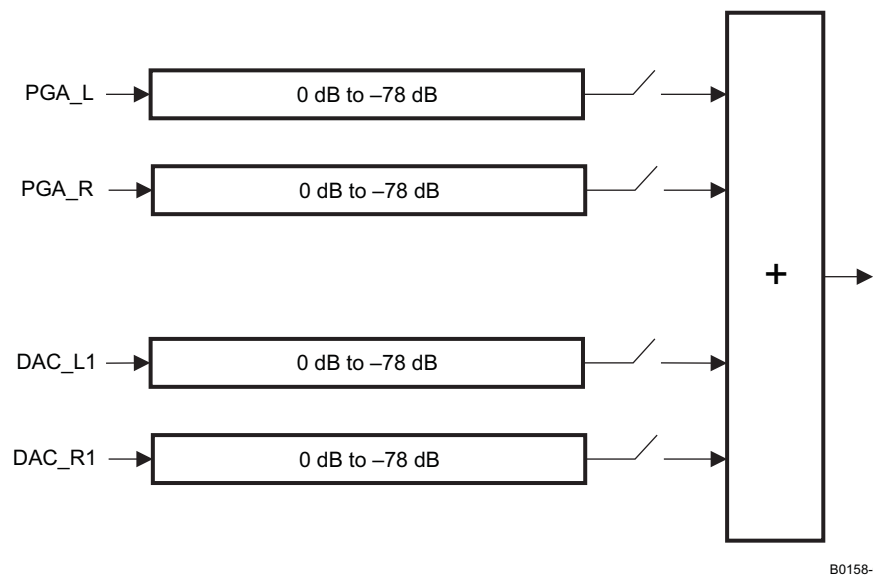 PGA_L
0 dB to –78 dB
PGA_R
0 dB to –78 dB
+
DAC_L1
0 dB to –78 dB
DAC_R1
0 dB to –78 dB
B0158-